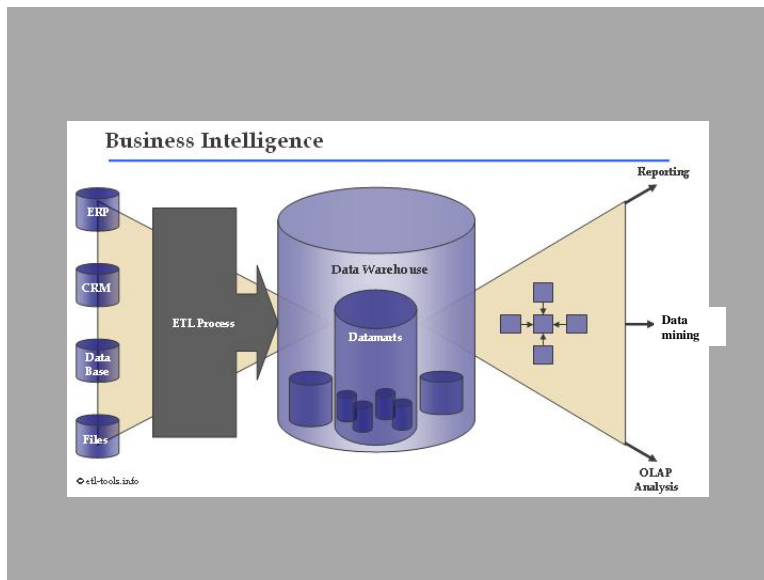 Business Intelligence
Reporting
ERP
Data Warehouse
CRM
ETL Process
Datamarts
Data
mining
Data
Base
Files
© etl-tools.info
OLAP
Analysis